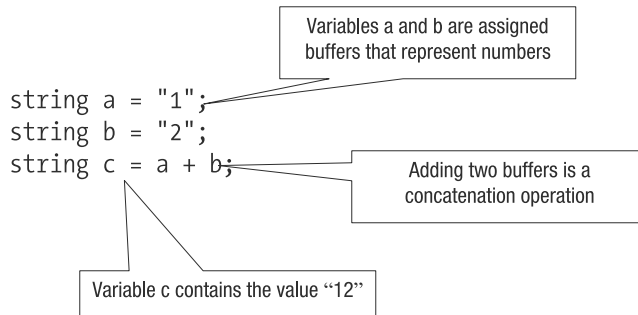 Variables a and b are assigned
buffers that represent numbers
string a = "1";
string b = "2";
string c = a + b;
Adding two buffers is a
concatenation operation
Variable c contains the value “12”